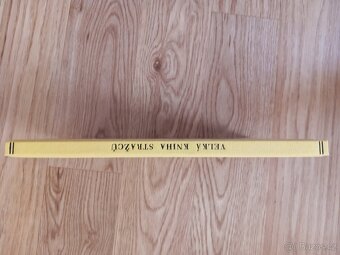 VELKÁ KNIHA STRAŽCŮ